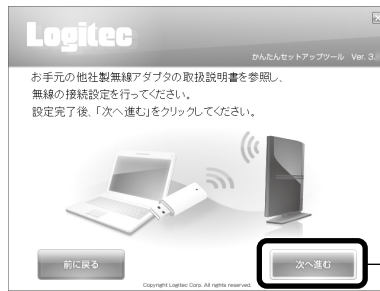 Logitec
かんたんセットアップツール Ver. 3.
お手元の他社製無線アダプタの取扱説明書を参照し、
無線の接続設定を行ってください。
設定完了後、「次へ進む」をクリックしてください。
前に戻る
次へ進む
Copyright Logitec Corp. All rights reserved.